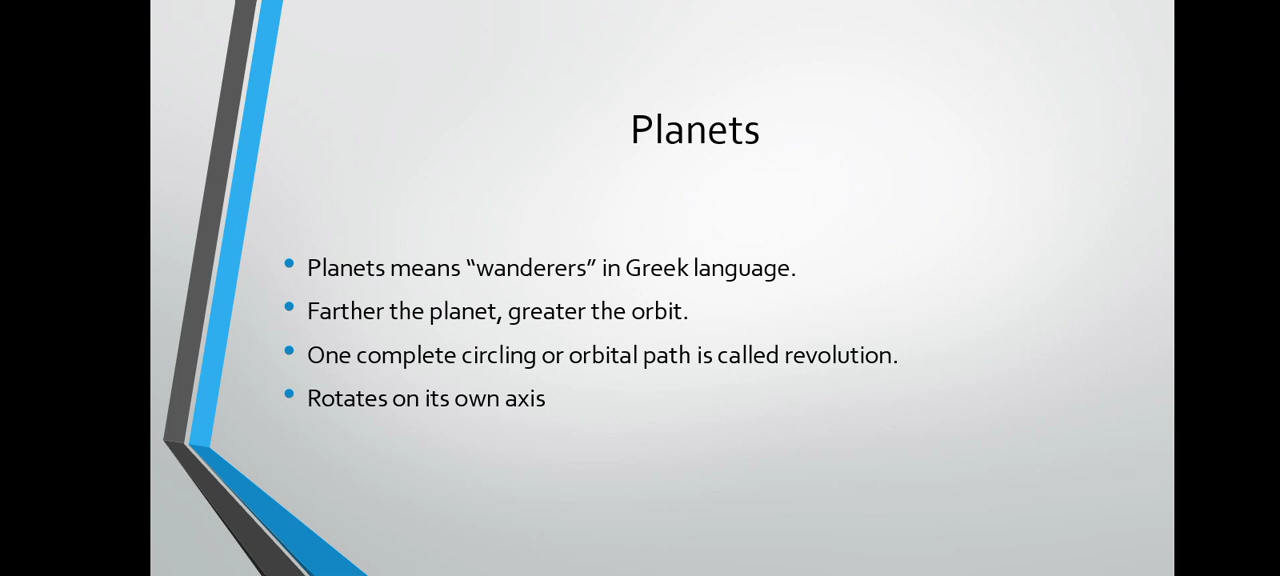 Planets
• Planets means “wanderers” in Greek language.
• Farther the planet, greater the orbit.
• One complete circling or orbital path is called revolution.
• Rotates on its own axis